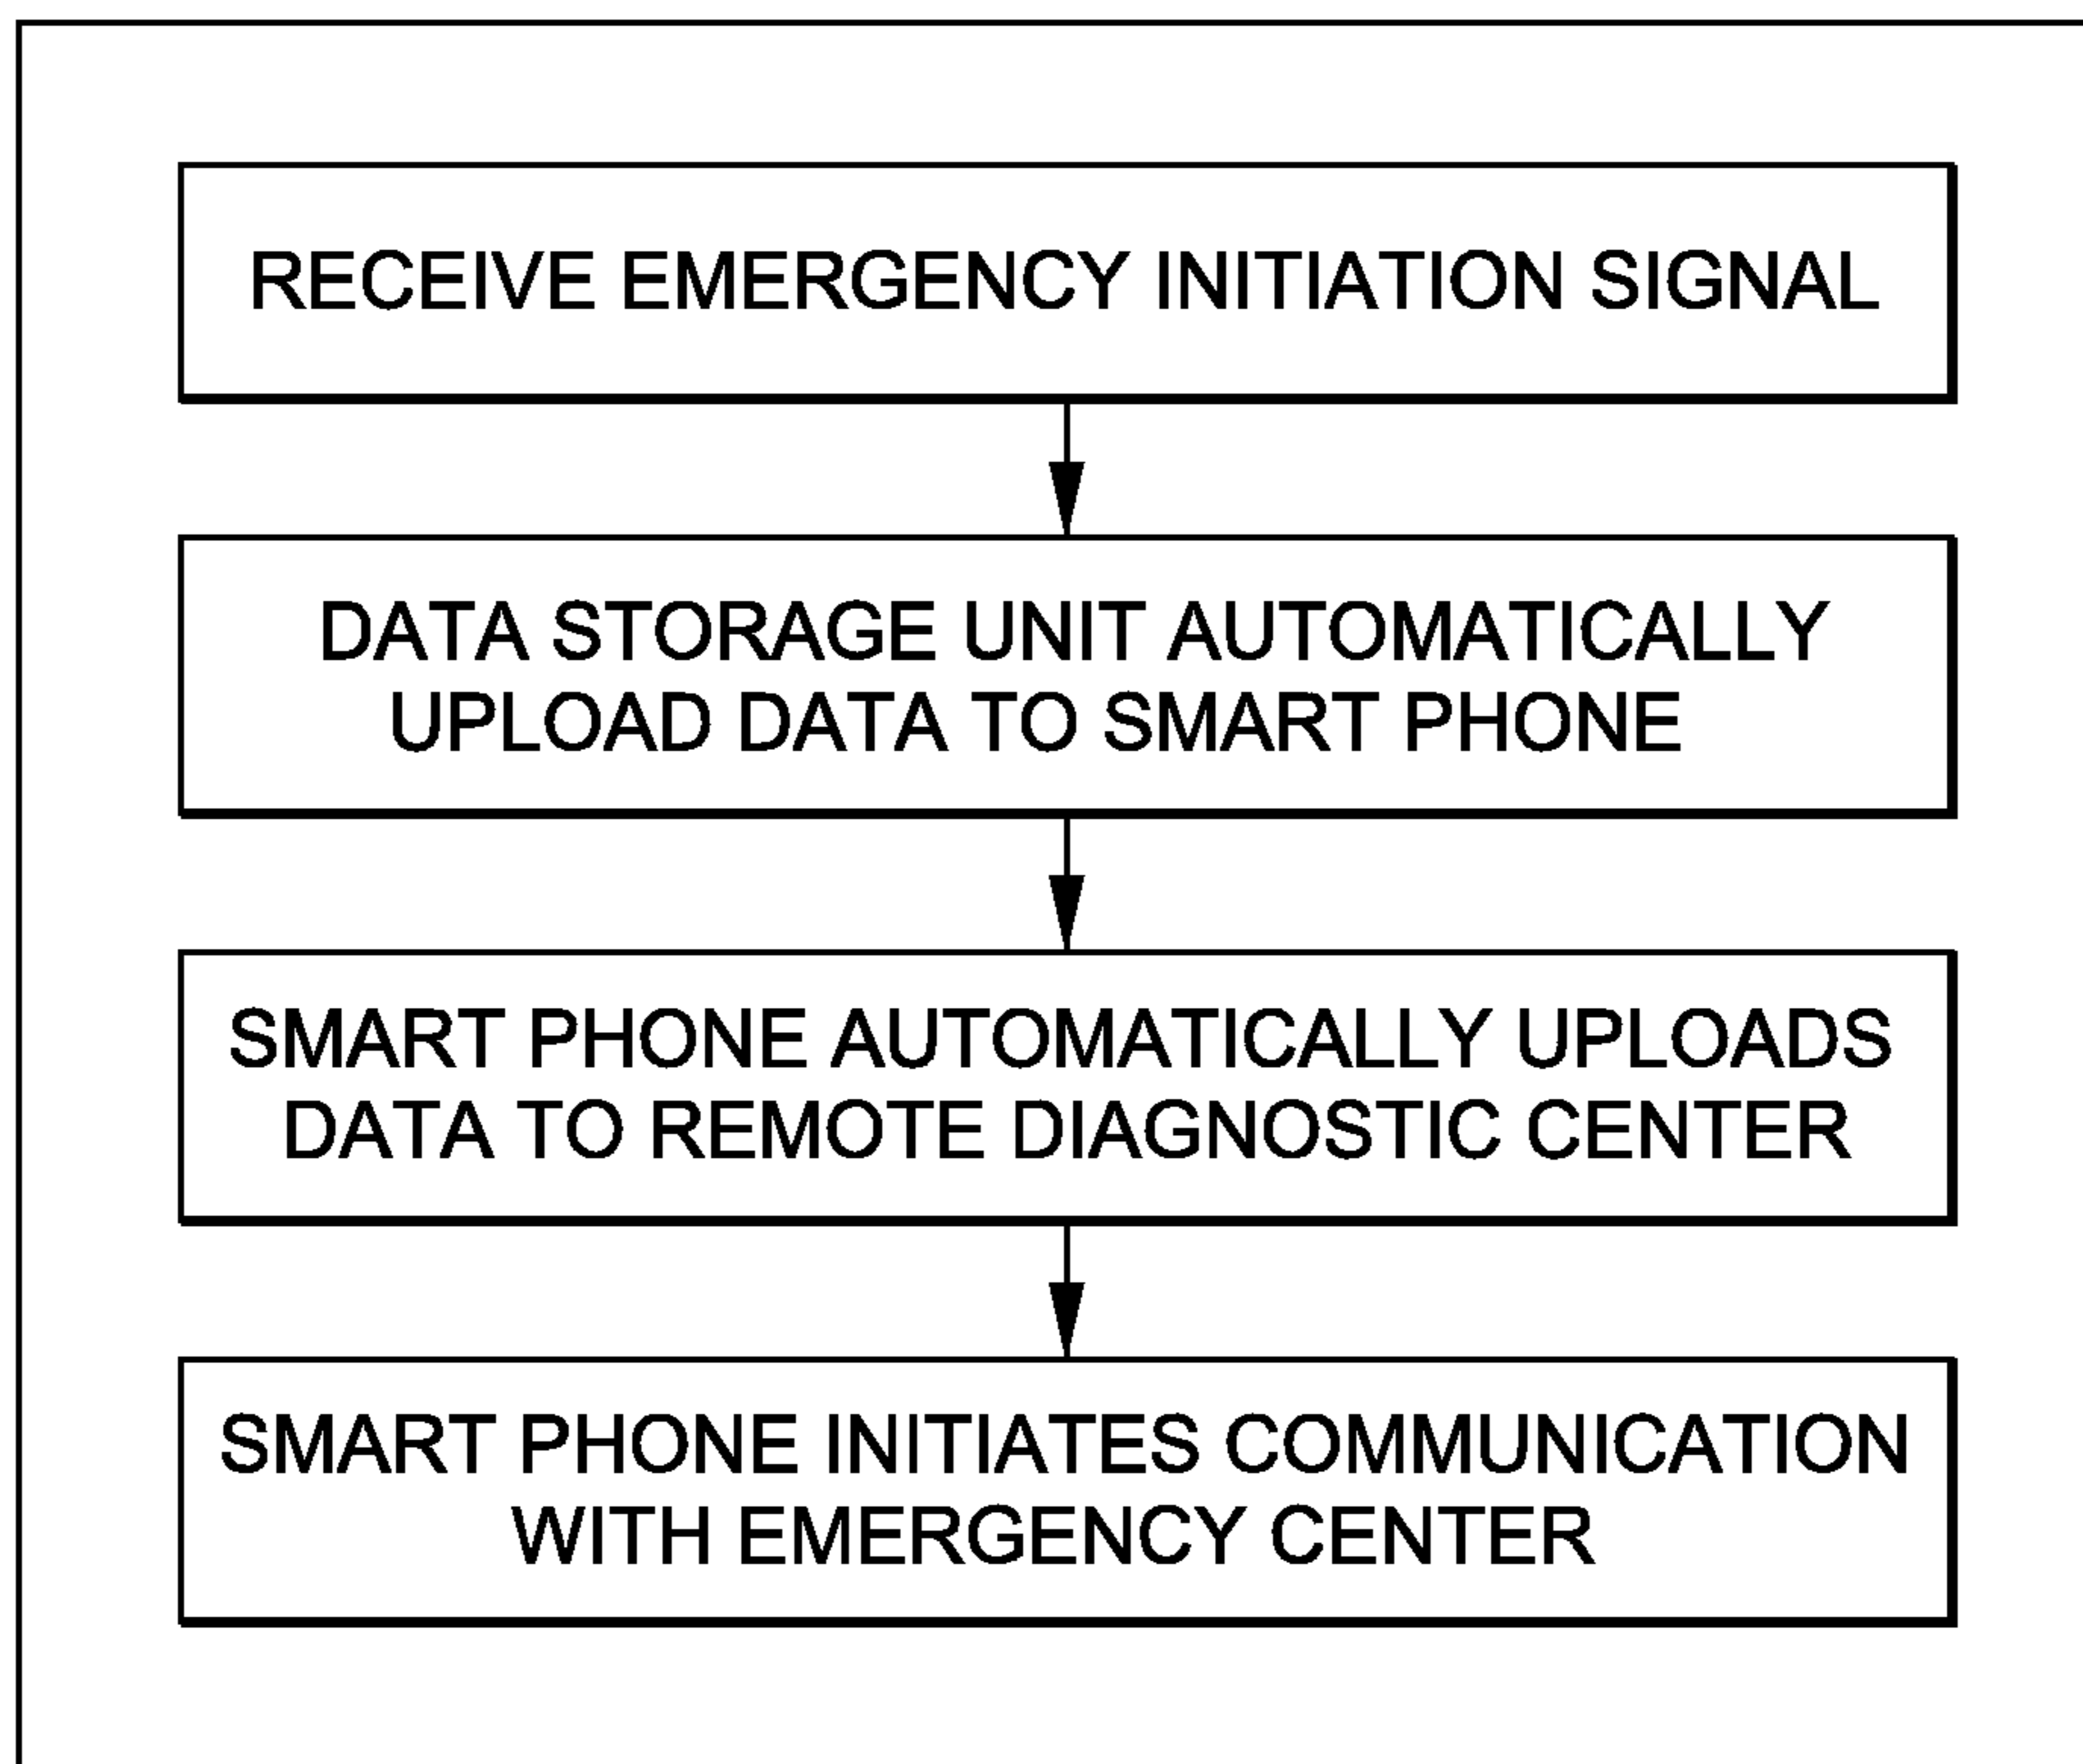 RECEIVE EMERGENCY INITIATION SIGNAL
DATA STORAGE UNIT AUTOMATICALLY
UPLOAD DATA TO SMART PHONE
SMART PHONE AUTOMATICALLY UPLOADS
DATA TO REMOTE DIAGNOSTIC CENTER
SMART PHONE INITIATES COMMUNICATION
WITH EMERGENCY CENTER